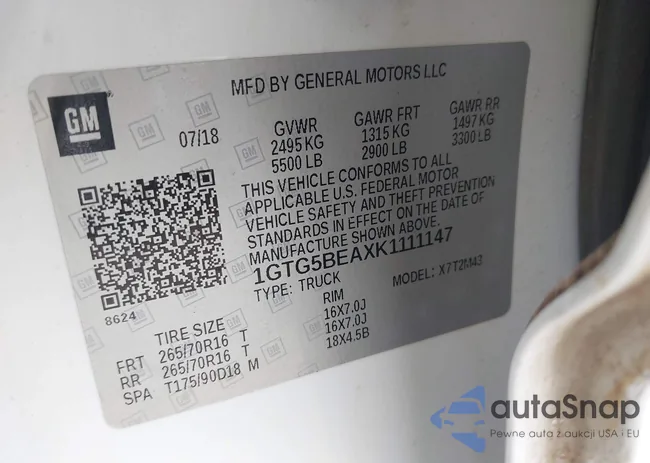 MFD BY GENERAL MOTORS LLC
GM
07/18
GVWR GAWR FRT GAWR RR
2495 KG 1315 KG 1497 KG
5500 LB 2900 LB 3300 LB
THIS VEHICLE CONFORMS TO ALL
APPLICABLE U.S. FEDERAL MOTOR
VEHICLE SAFETY AND THEFT PREVENTION
STANDARDS IN EFFECT ON THE DATE OF
MANUFACTURE SHOWN ABOVE.
1GTG5BEAXK1111147
TYPE: TRUCK MODEL: X7T2M43
8624
TIRE SIZE RIM
FRT 265/70R16 T 16X7.0J
RR 265/70R16 T 16X7.0J
SPA T175/90D18 M 18X4.5B
autaSnap
Pewne auta z aukcji USA i EU